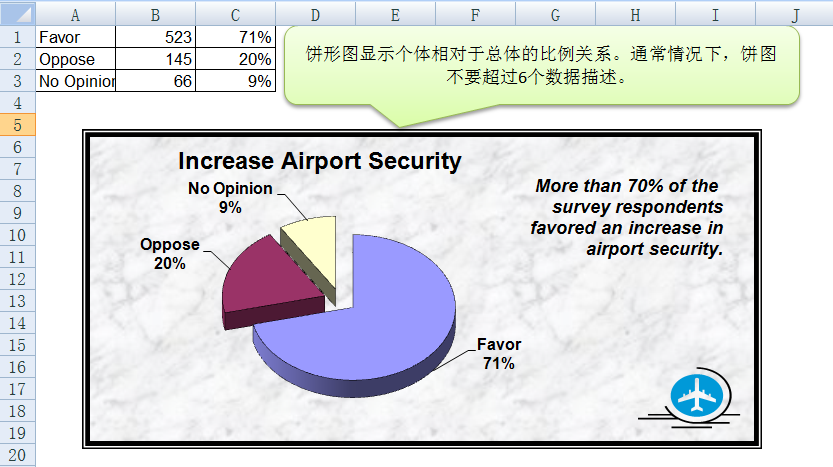 A B C D E F G H I J
1 Favor 523 71%
2 Oppose 145 20%
3 No Opinion 66 9%
4
5
6
7
8
9
10
11
12
13
14
15
16
17
18
19
20
饼形图显示个体相对于总体的比例关系。通常情况下，饼图
不要超过6个数据描述。
Increase Airport Security
No Opinion
9%
Oppose
20%
Favor
71%
More than 70% of the
survey respondents
favored an increase in
airport security.